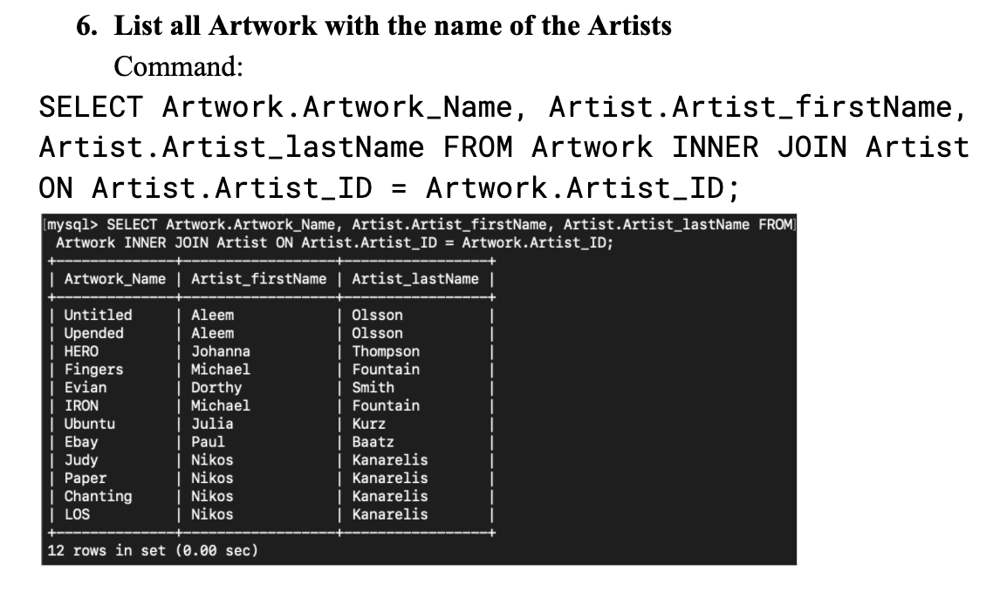 6. List all Artwork with the name of the Artists
Command:
SELECT Artwork.Artwork_Name, Artist.Artist_firstName,
Artist.Artist_lastName FROM Artwork INNER JOIN Artist
ON Artist.Artist_ID = Artwork.Artist_ID;
[mysql> SELECT Artwork.Artwork_Name, Artist.Artist_firstName, Artist.Artist_lastName FROM]
Artwork INNER JOIN Artist ON Artist.Artist_ID = Artwork.Artist_ID;
+--------------+------------------+-----------------+
| Artwork_Name | Artist_firstName | Artist_lastName |
+--------------+------------------+-----------------+
| Untitled | Aleem | Olsson |
| Upended | Aleem | Olsson |
| HERO | Johanna | Thompson |
| Fingers | Michael | Fountain |
| Evian | Dorthy | Smith |
| IRON | Michael | Fountain |
| Ubuntu | Julia | Kurz |
| Ebay | Paul | Baatz |
| Judy | Nikos | Kanarelis |
| Paper | Nikos | Kanarelis |
| Chanting | Nikos | Kanarelis |
| LOS | Nikos | Kanarelis |
+--------------+------------------+-----------------+
12 rows in set (0.00 sec)